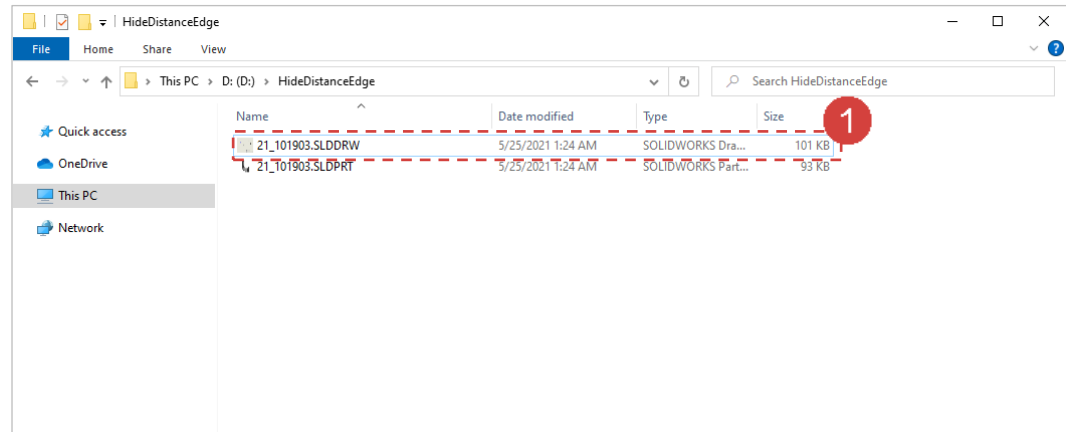 HideDistanceEdge
File Home Share View
This PC > D: (D:) > HideDistanceEdge
Search HideDistanceEdge
Quick access
OneDrive
This PC
Network
Name Date modified Type Size
1
21_101903.SLDDRW 5/25/2021 1:24 AM SOLIDWORKS Dra... 101 KB
21_101903.SLDPRT 5/25/2021 1:24 AM SOLIDWORKS Part... 93 KB